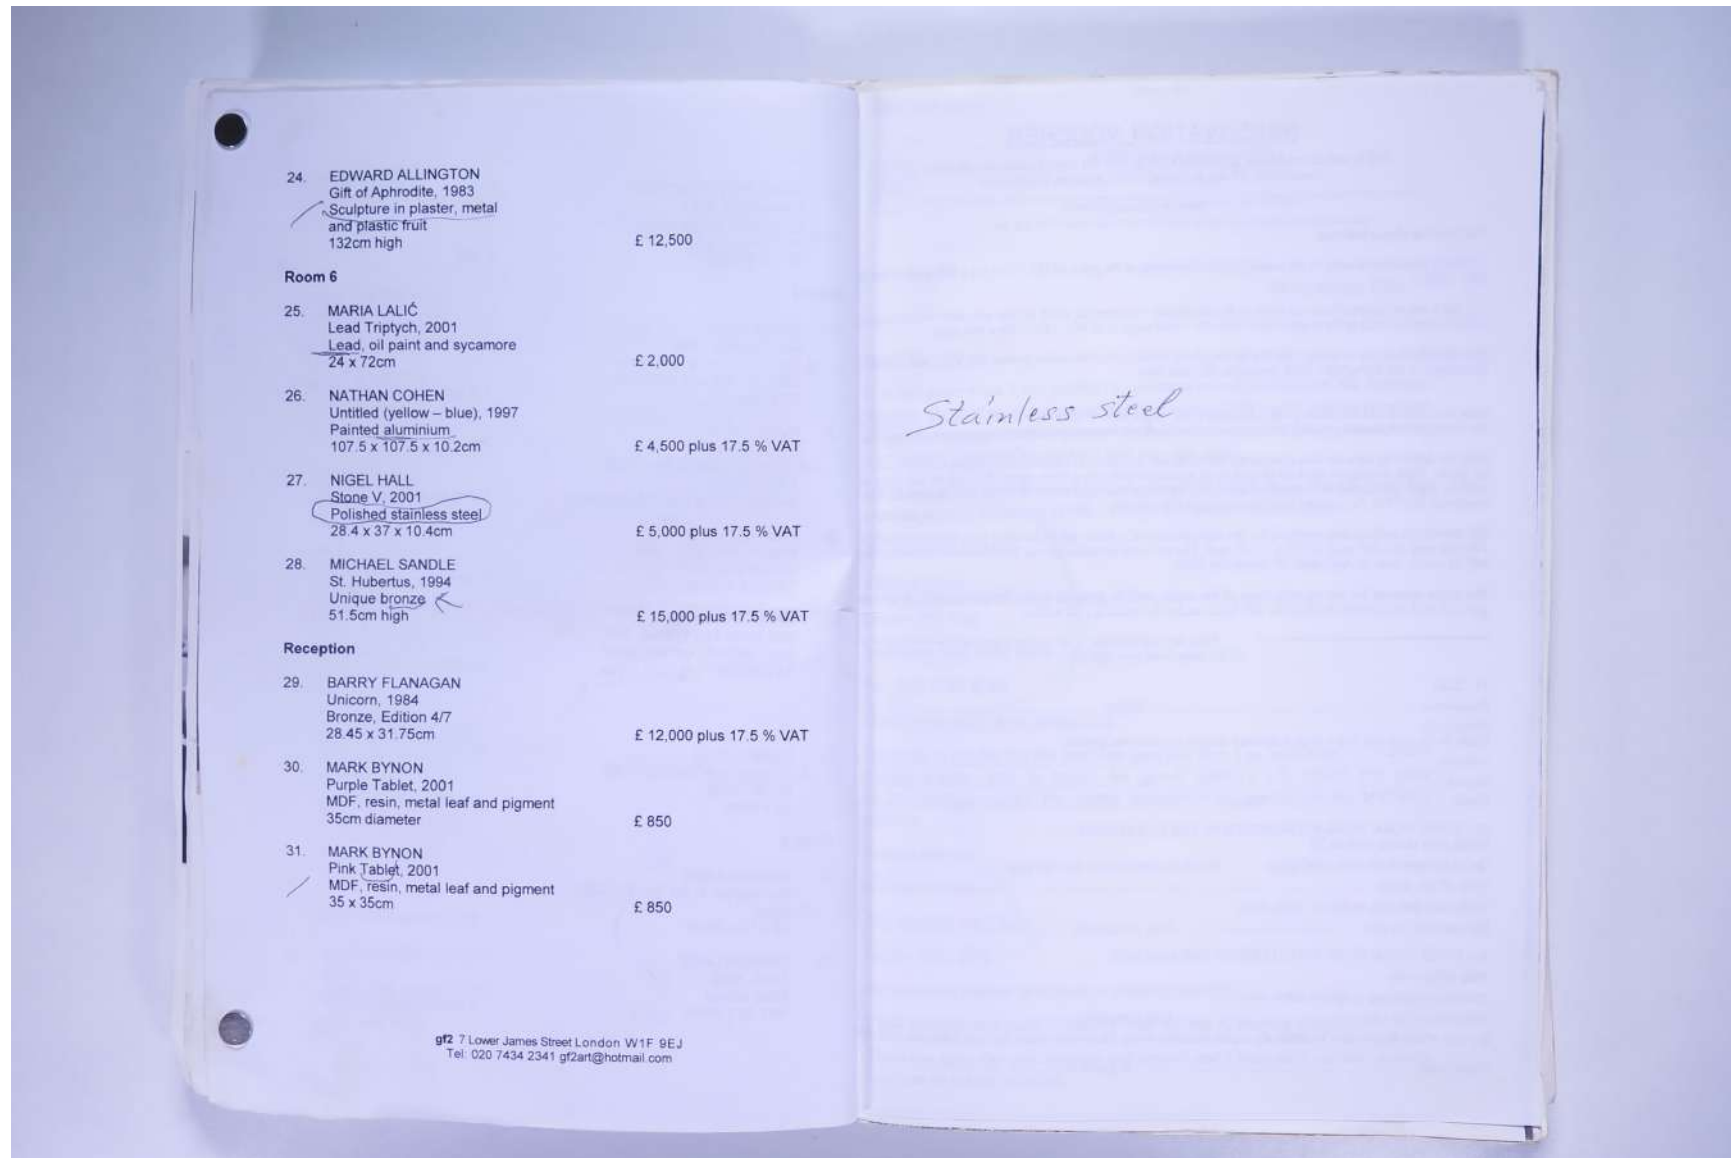 24. EDWARD ALLINGTON
Gift of Aphrodite, 1983
Sculpture in plaster, metal
and plastic fruit
132cm high £ 12,500
Room 6
25. MARIA LALIĆ
Lead Triptych, 2001
Lead, oil paint and sycamore
24 x 72cm £ 2,000
26. NATHAN COHEN
Untitled (yellow – blue), 1997
Painted aluminium
107.5 x 107.5 x 10.2cm £ 4,500 plus 17.5 % VAT
27. NIGEL HALL
Stone V, 2001
Polished stainless steel
28.4 x 37 x 10.4cm £ 5,000 plus 17.5 % VAT
28. MICHAEL SANDLE
St. Hubertus, 1994
Unique bronze
51.5cm high £ 15,000 plus 17.5 % VAT
Reception
29. BARRY FLANAGAN
Unicorn, 1984
Bronze, Edition 4/7
28.45 x 31.75cm £ 12,000 plus 17.5 % VAT
30. MARK BYNON
Purple Tablet, 2001
MDF, resin, metal leaf and pigment
35cm diameter £ 850
31. MARK BYNON
Pink Tablet, 2001
MDF, resin, metal leaf and pigment
35 x 35cm £ 850
gf2 7 Lower James Street London W1F 9EJ
Tel: 020 7434 2341 gf2art@hotmail.com
Stainless steel